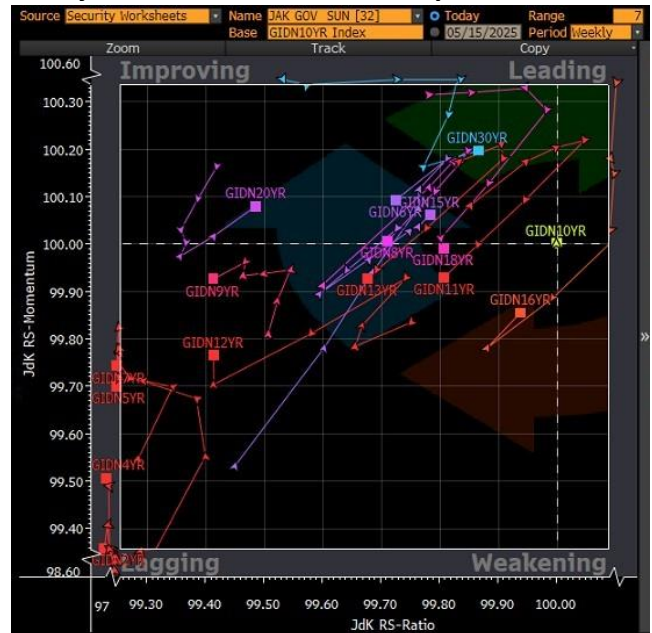 Source Security Worksheets Name JAK GOV SUN [32] Today Range 7
Base GIDN10YR Index 05/15/2025 Period Weekly
Zoom Track Copy
100.60
Improving Leading
100.30
100.20
GIDN30YR
GIDN20YR
GIDN15YR
GIDN6YR
GIDN10YR
100.00
GIDN8YR
GIDN18YR
99.90
GIDN9YR
GIDN13YR
GIDN11YR
GIDN16YR
99.80
GIDN12YR
99.70
GIDN5YR
99.60
GIDN4YR
99.50
99.40
98.60
Lagging Weakening
JdK RS-Momentum
97 99.30 99.40 99.50 99.60 99.70 99.80 99.90 100.00
JdK RS-Ratio
»